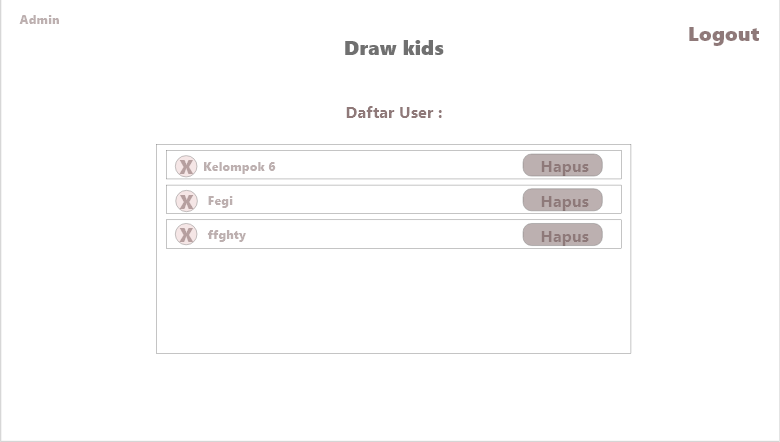 Admin
Logout
Draw kids
Daftar User :
X Kelompok 6 Hapus
X Fegi Hapus
X ffghty Hapus